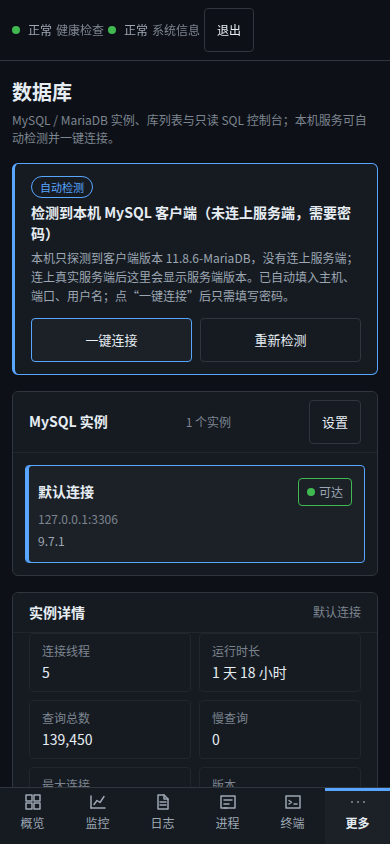 正常 健康检查 正常 系统信息 退出
数据库
MySQL / MariaDB 实例、库列表与只读 SQL 控制台；本机服务可自
动检测并一键连接。
自动检测
检测到本机 MySQL 客户端（未连上服务端，需要密
码）
本机只探测到客户端版本 11.8.6-MariaDB，没有连上服务端；
连上真实服务端后这里会显示服务端版本。已自动填入主机、
端口、用户名；点“一键连接”后只需填写密码。
一键连接 重新检测
MySQL 实例 1 个实例 设置
默认连接 可达
127.0.0.1:3306
9.7.1
实例详情 默认连接
连接线程 运行时长
5 1 天 18 小时
查询总数 慢查询
139,450 0
最大连接 版本
概览 监控 日志 进程 终端 更多